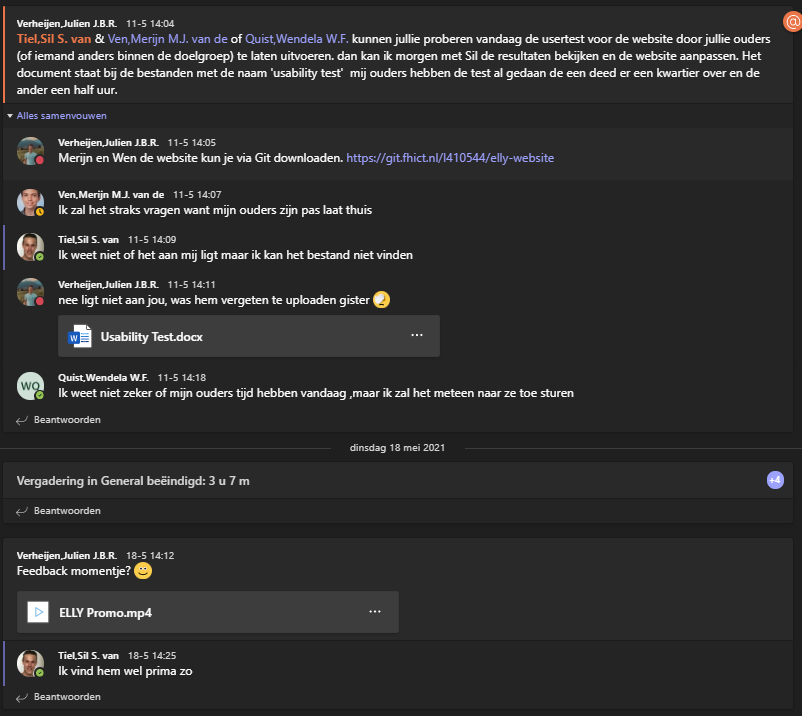 Verheijen,Julien J.B.R. 11-5 14:04
Tiel,Sil S. van & Ven,Merijn M.J. van de of Quist,Wendela W.F. kunnen jullie proberen vandaag de usertest voor de website door jullie ouders
(of iemand anders binnen de doelgroep) te laten uitvoeren. dan kan ik morgen met Sil de resultaten bekijken en de website aanpassen. Het
document staat bij de bestanden met de naam 'usability test' mij ouders hebben de test al gedaan de een deed er een kwartier over en de
ander een half uur.
Alles samenvouwen
Verheijen,Julien J.B.R. 11-5 14:05
Merijn en Wen de website kun je via Git downloaden. https://git.fhict.nl/I410544/elly-website
Ven,Merijn M.J. van de 11-5 14:07
Ik zal het straks vragen want mijn ouders zijn pas laat thuis
Tiel,Sil S. van 11-5 14:09
Ik weet niet of het aan mij ligt maar ik kan het bestand niet vinden
Verheijen,Julien J.B.R. 11-5 14:11
nee ligt niet aan jou, was hem vergeten te uploaden gister
Usability Test.docx
WQ
Quist,Wendela W.F. 11-5 14:18
Ik weet niet zeker of mijn ouders tijd hebben vandaag ,maar ik zal het meteen naar ze toe sturen
Beantwoorden
dinsdag 18 mei 2021
Vergadering in General beëindigd: 3 u 7 m
+4
Beantwoorden
Verheijen,Julien J.B.R. 18-5 14:12
Feedback momentje?
ELLY Promo.mp4
Tiel,Sil S. van 18-5 14:25
Ik vind hem wel prima zo
Beantwoorden